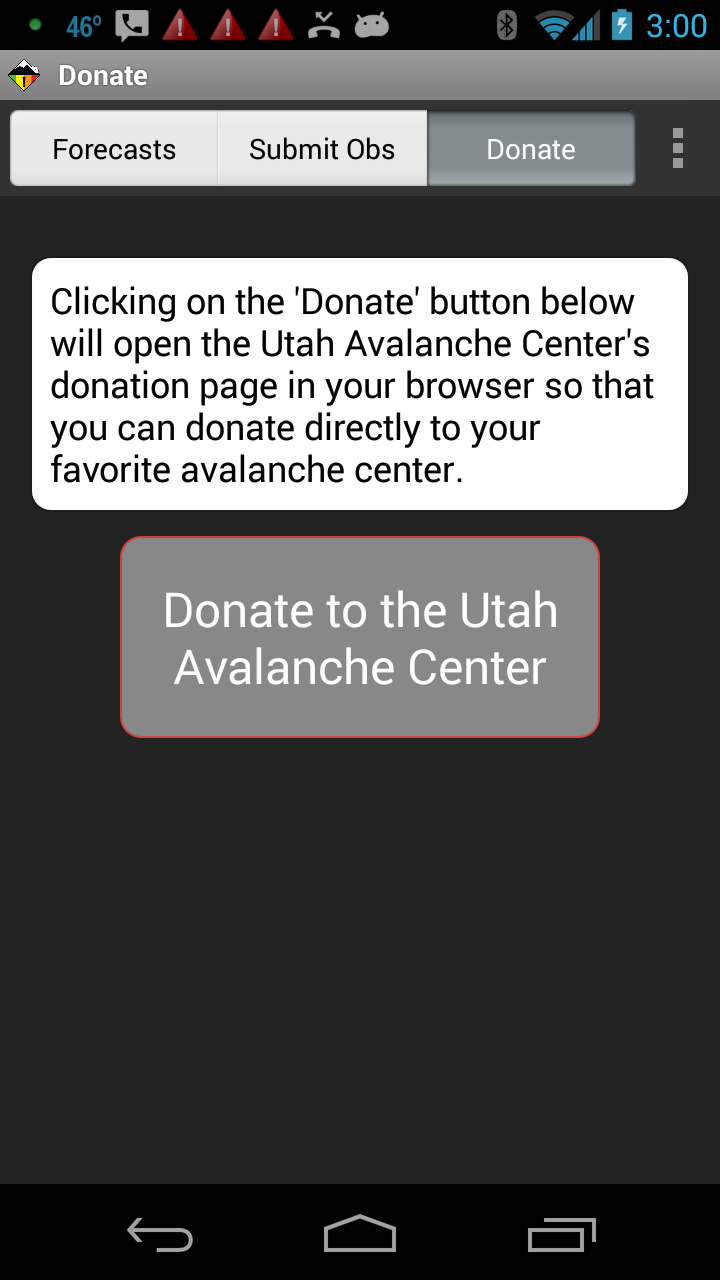 46° 3:00
Donate
Forecasts Submit Obs Donate
Clicking on the 'Donate' button below
will open the Utah Avalanche Center's
donation page in your browser so that
you can donate directly to your
favorite avalanche center.
Donate to the Utah
Avalanche Center